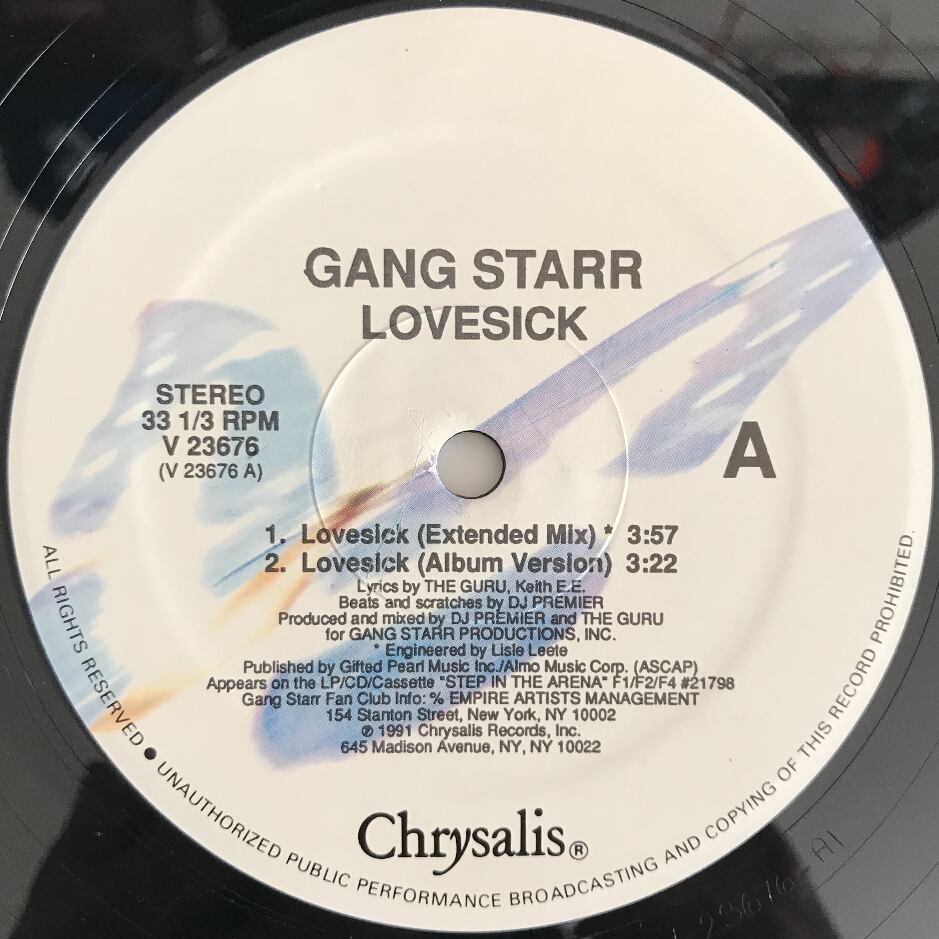 GANG STARR
LOVESICK
STEREO
33 1/3 RPM
V 23676
(V 23676 A)
A
1. Lovesick (Extended Mix) * 3:57
2. Lovesick (Album Version) 3:22
Lyrics by THE GURU, Keith E.E.
Beats and scratches by DJ PREMIER
Produced and mixed by DJ PREMIER and THE GURU
for GANG STARR PRODUCTIONS, INC.
* Engineered by Lisle Leete
Published by Gifted Pearl Music Inc./Almo Music Corp. (ASCAP)
Appears on the LP/CD/Cassette "STEP IN THE ARENA" F1/F2/F4 #21798
Gang Starr Fan Club Info: % EMPIRE ARTISTS MANAGEMENT
154 Stanton Street, New York, NY 10002
℗ 1991 Chrysalis Records, Inc.
645 Madison Avenue, NY, NY 10022
Chrysalis®
ALL RIGHTS RESERVED ● UNAUTHORIZED PUBLIC PERFORMANCE BROADCASTING AND COPYING OF THIS RECORD PROHIBITED.